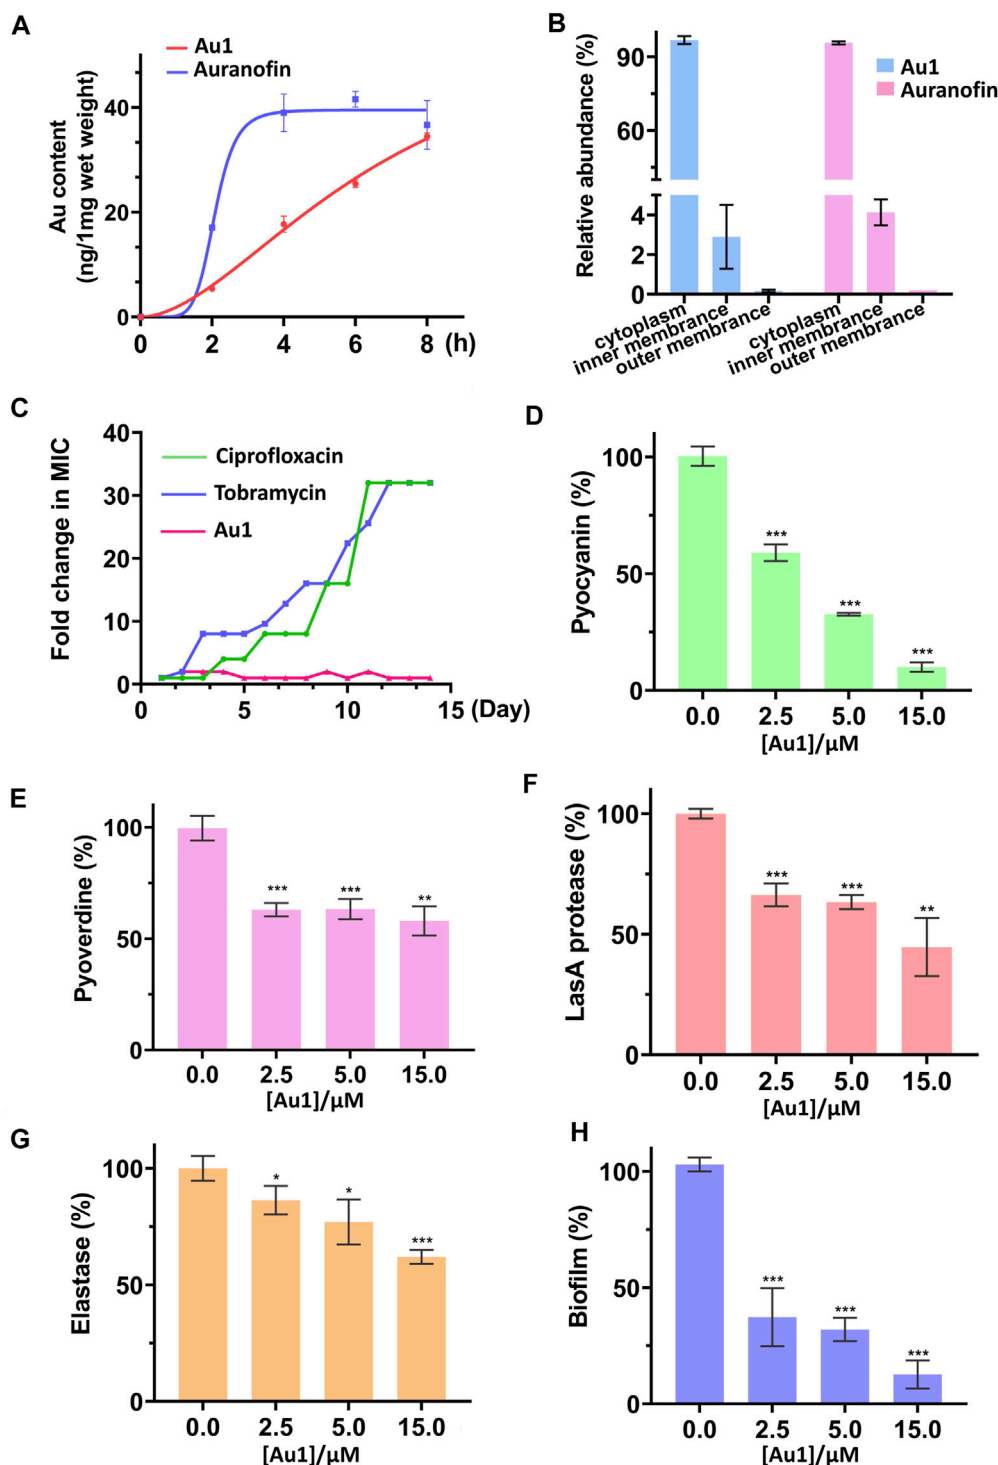 A
Au1
Auranofin
Au content
(ng/1mg wet weight)
40
20
0
0 2 4 6 8 (h)
B
Au1
Auranofin
Relative abundance (%)
90
60
4
2
0
cytoplasm
inner membrance
outer membrance
cytoplasm
inner membrance
outer membrance
C
Ciprofloxacin
Tobramycin
Au1
Fold change in MIC
40
30
20
10
0
0 5 10 15 (Day)
D
Pyocyanin (%)
100
50
0
***
***
***
0.0 2.5 5.0 15.0
[Au1]/μM
E
Pyoverdine (%)
100
50
0
***
***
**
0.0 2.5 5.0 15.0
[Au1]/μM
F
LasA protease (%)
100
50
0
***
***
**
0.0 2.5 5.0 15.0
[Au1]/μM
G
Elastase (%)
100
50
0
*
*
***
0.0 2.5 5.0 15.0
[Au1]/μM
H
Biofilm (%)
100
50
0
***
***
***
0.0 2.5 5.0 15.0
[Au1]/μM